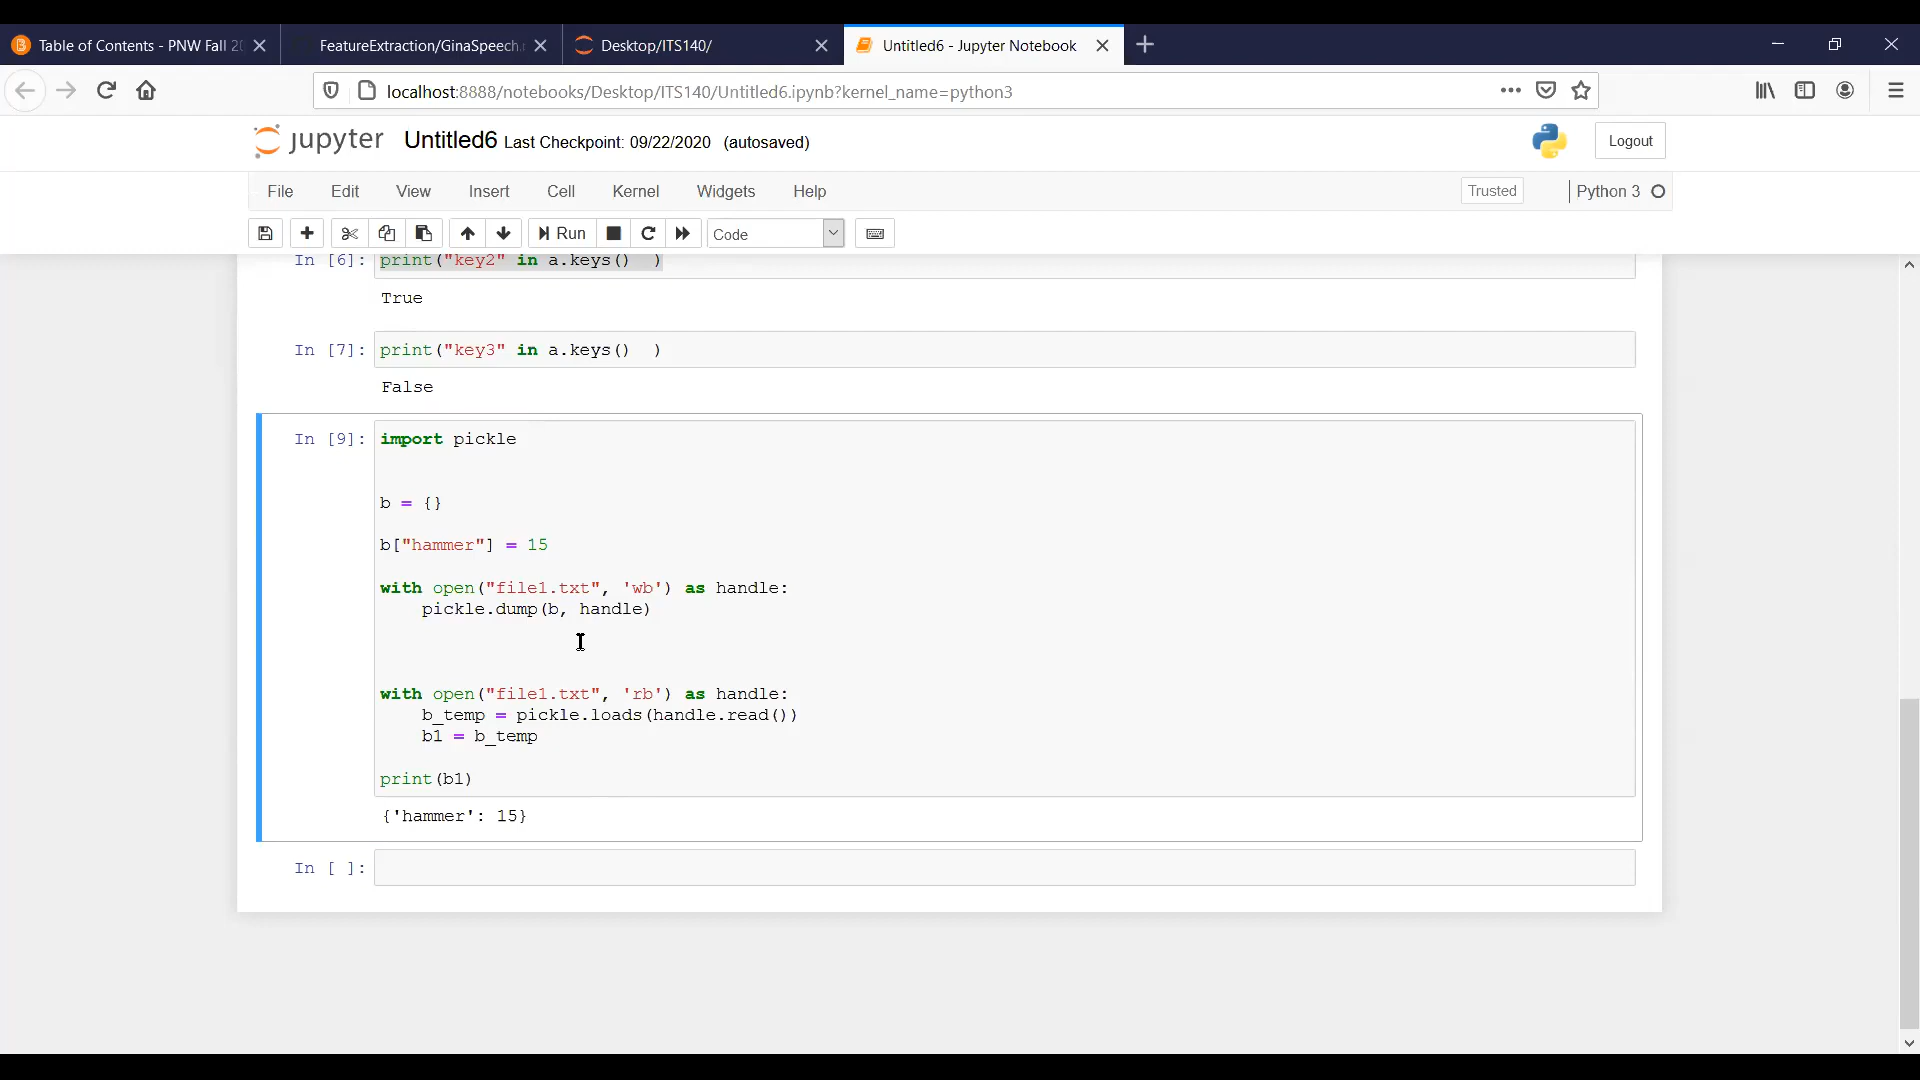 Table of Contents - PNW Fall 20
FeatureExtraction/GinaSpeech.
Desktop/ITS140/
Untitled6 - Jupyter Notebook
localhost:8888/notebooks/Desktop/ITS140/Untitled6.ipynb?kernel_name=python3
jupyter Untitled6 Last Checkpoint: 09/22/2020 (autosaved)
Logout
File Edit View Insert Cell Kernel Widgets Help
Trusted
Python 3
Run
Code
In [6]: print("key2" in a.keys()  )
True
In [7]: print("key3" in a.keys()  )
False
In [9]: import pickle
b = {}
b["hammer"] = 15
with open("file1.txt", 'wb') as handle:
    pickle.dump(b, handle)
with open("file1.txt", 'rb') as handle:
    b_temp = pickle.loads(handle.read())
    b1 = b_temp
print(b1)
{'hammer': 15}
In [ ]: